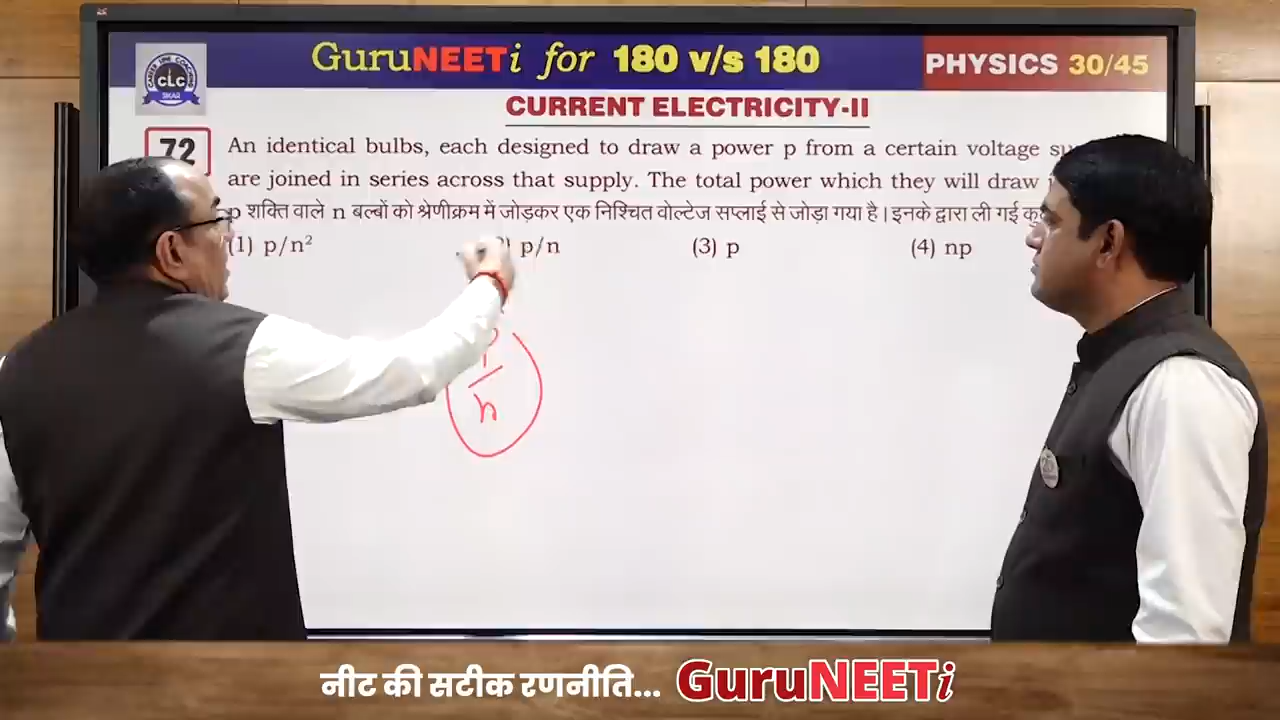 GuruNEETi for 180 v/s 180
PHYSICS 30/45
CLC
SIKAR
CURRENT ELECTRICITY-II
72
An identical bulbs, each designed to draw a power p from a certain voltage
are joined in series across that supply. The total power which they will draw
p शक्ति वाले n बल्बों को श्रेणीक्रम में जोड़कर एक निश्चित वोल्टेज सप्लाई से जोड़ा गया है। इनके द्वारा ली गई
(1) p/n² p/n (3) p (4) np
n
नीट की सटीक रणनीति... GuruNEETi